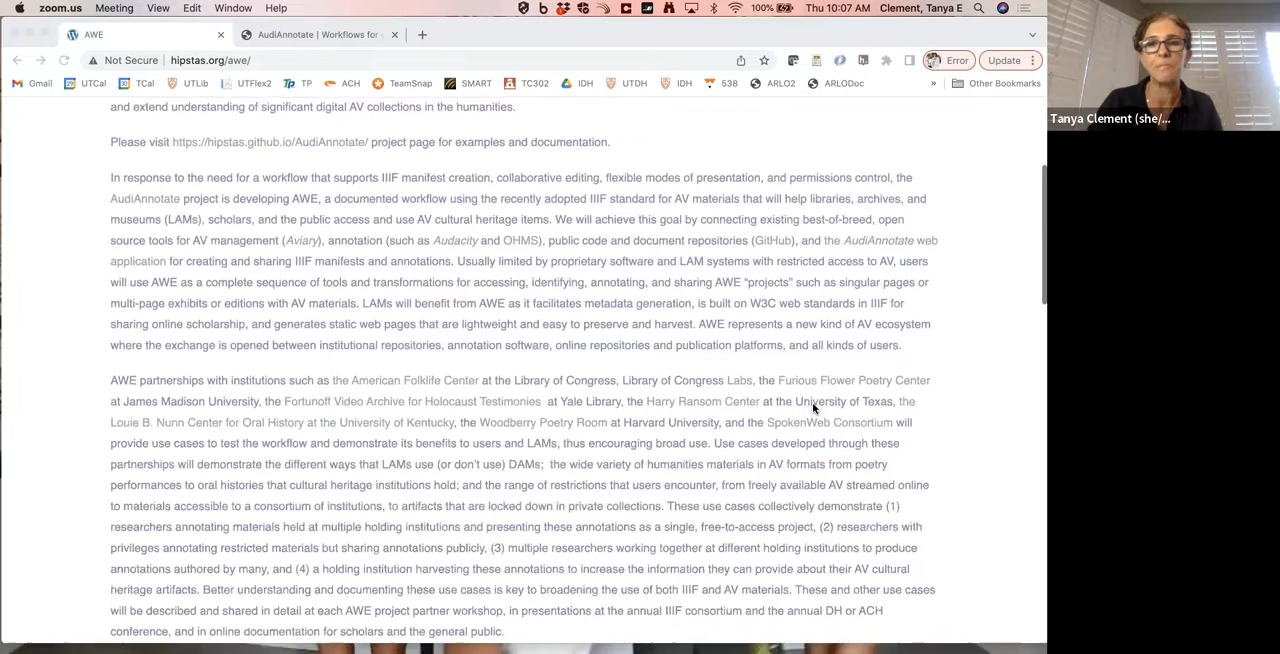 zoom.us Meeting View Edit Window Help 100% Thu 10:07 AM Clement, Tanya E
AWE AudiAnnotate | Workflows for
Not Secure hipstas.org/awe/ Error Update
Gmail UTCal TCal UTLib UTFlex2 TP ACH TeamSnap SMART TC302 IDH UTDH IDH 538 ARLO2 ARLODoc » Other Bookmarks
and extend understanding of significant digital AV collections in the humanities.
Please visit https://hipstas.github.io/AudiAnnotate/ project page for examples and documentation.
In response to the need for a workflow that supports IIIF manifest creation, collaborative editing, flexible modes of presentation, and permissions control, the
AudiAnnotate project is developing AWE, a documented workflow using the recently adopted IIIF standard for AV materials that will help libraries, archives, and
museums (LAMs), scholars, and the public access and use AV cultural heritage items. We will achieve this goal by connecting existing best-of-breed, open
source tools for AV management (Aviary), annotation (such as Audacity and OHMS), public code and document repositories (GitHub), and the AudiAnnotate web
application for creating and sharing IIIF manifests and annotations. Usually limited by proprietary software and LAM systems with restricted access to AV, users
will use AWE as a complete sequence of tools and transformations for accessing, identifying, annotating, and sharing AWE “projects” such as singular pages or
multi-page exhibits or editions with AV materials. LAMs will benefit from AWE as it facilitates metadata generation, is built on W3C web standards in IIIF for
sharing online scholarship, and generates static web pages that are lightweight and easy to preserve and harvest. AWE represents a new kind of AV ecosystem
where the exchange is opened between institutional repositories, annotation software, online repositories and publication platforms, and all kinds of users.
AWE partnerships with institutions such as the American Folklife Center at the Library of Congress, Library of Congress Labs, the Furious Flower Poetry Center
at James Madison University, the Fortunoff Video Archive for Holocaust Testimonies at Yale Library, the Harry Ransom Center at the University of Texas, the
Louie B. Nunn Center for Oral History at the University of Kentucky, the Woodberry Poetry Room at Harvard University, and the SpokenWeb Consortium will
provide use cases to test the workflow and demonstrate its benefits to users and LAMs, thus encouraging broad use. Use cases developed through these
partnerships will demonstrate the different ways that LAMs use (or don’t use) DAMs; the wide variety of humanities materials in AV formats from poetry
performances to oral histories that cultural heritage institutions hold; and the range of restrictions that users encounter, from freely available AV streamed online
to materials accessible to a consortium of institutions, to artifacts that are locked down in private collections. These use cases collectively demonstrate (1)
researchers annotating materials held at multiple holding institutions and presenting these annotations as a single, free-to-access project, (2) researchers with
privileges annotating restricted materials but sharing annotations publicly, (3) multiple researchers working together at different holding institutions to produce
annotations authored by many, and (4) a holding institution harvesting these annotations to increase the information they can provide about their AV cultural
heritage artifacts. Better understanding and documenting these use cases is key to broadening the use of both IIIF and AV materials. These and other use cases
will be described and shared in detail at each AWE project partner workshop, in presentations at the annual IIIF consortium and the annual DH or ACH
conference, and in online documentation for scholars and the general public.
Tanya Clement (she/...